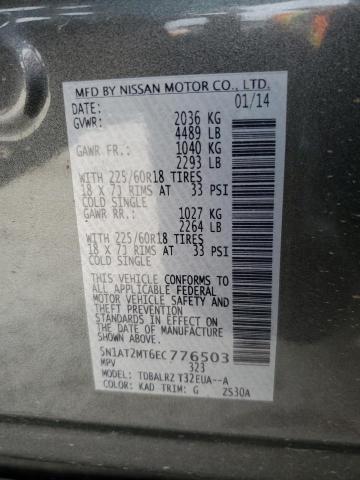 MFD BY NISSAN MOTOR CO., LTD.
DATE: 01/14
GVWR: 2036 KG
4489 LB
GAWR FR.: 1040 KG
2293 LB
WITH 225/60R18 TIRES
18 X 7J RIMS AT 33 PSI
COLD SINGLE
GAWR RR.: 1027 KG
2264 LB
WITH 225/60R18 TIRES
18 X 7J RIMS AT 33 PSI
COLD SINGLE
THIS VEHICLE CONFORMS TO
ALL APPLICABLE FEDERAL
MOTOR VEHICLE SAFETY AND
THEFT PREVENTION
STANDARDS IN EFFECT ON
THE DATE OF MANUFACTURE
SHOWN ABOVE.
5N1AT2MT6EC776503
MPV 323
MODEL: TDBALRZ T32EUA--A
COLOR: KAD TRIM: G 2S30A